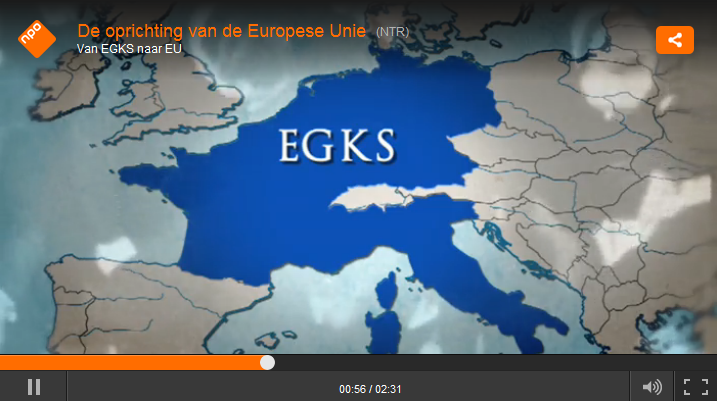 npo
De oprichting van de Europese Unie (NTR)
Van EGKS naar EU
EGKS
00:56 / 02:31